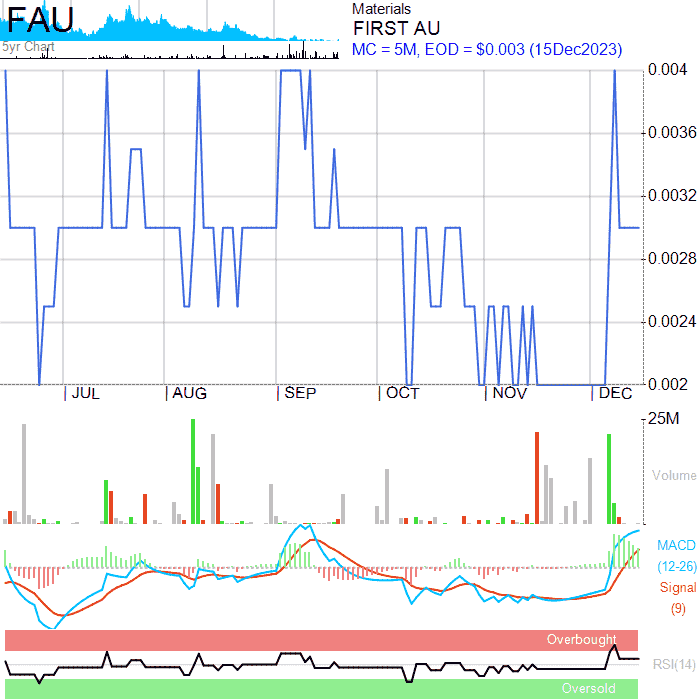 FAU
5yr Chart
Materials
FIRST AU
MC = 5M, EOD = $0.003 (15Dec2023)
0.004
0.0036
0.0032
0.0028
0.0024
0.002
JUL AUG SEP OCT NOV DEC
25M
Volume
MACD
(12-26)
Signal
(9)
Overbought
RSI(14)
Oversold